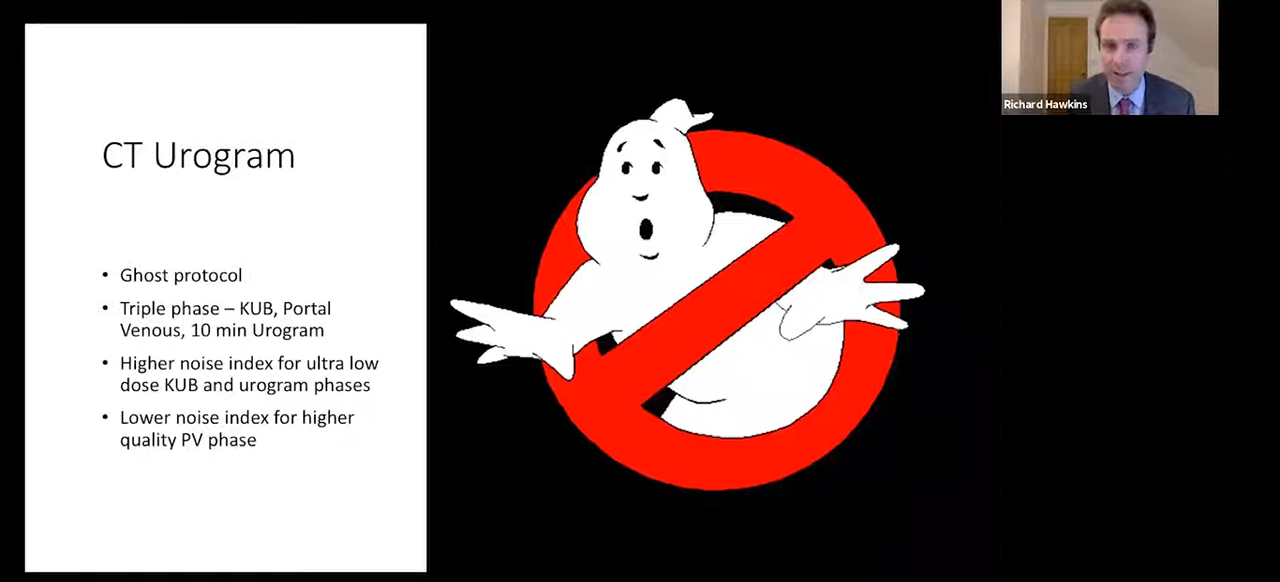 CT Urogram
• Ghost protocol
• Triple phase – KUB, Portal
Venous, 10 min Urogram
• Higher noise index for ultra low
dose KUB and urogram phases
• Lower noise index for higher
quality PV phase
Richard Hawkins